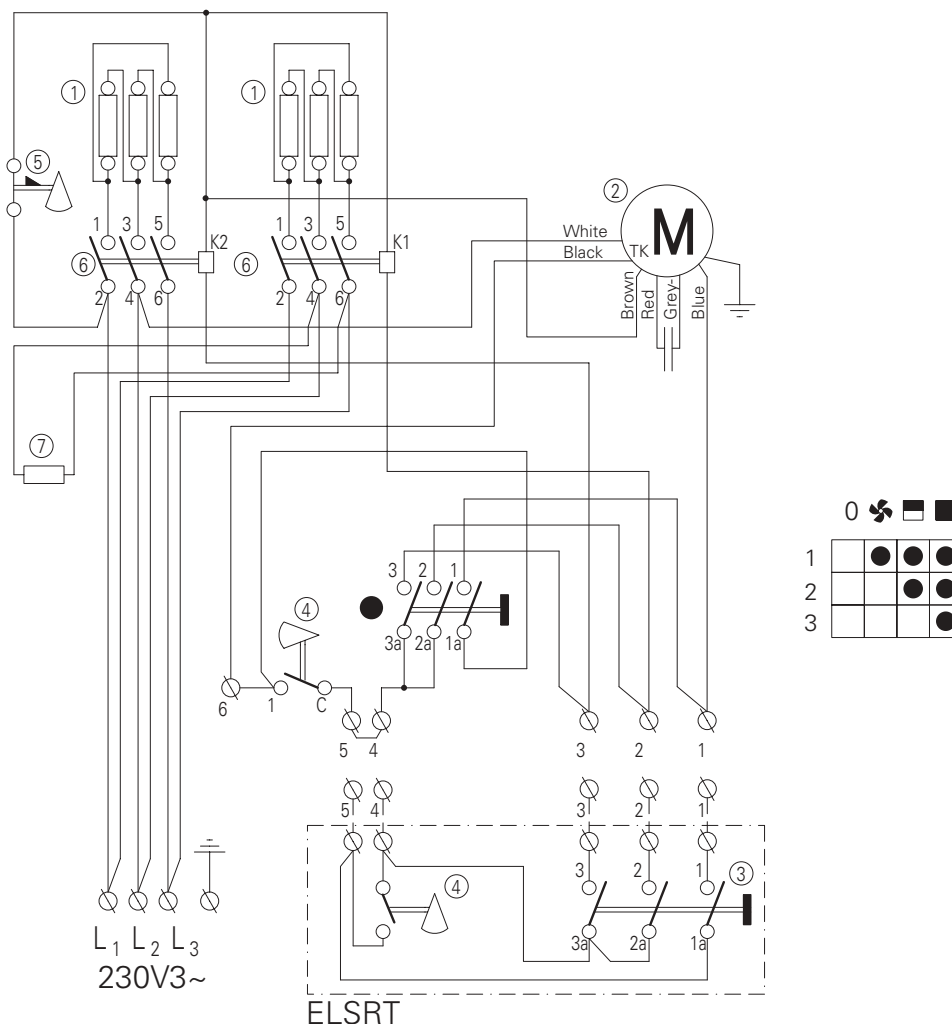 1 1
5
2
1 3 5 K2 1 3 5 K1
White
Black TK M
6 6
2 4 6 2 4 6
Brown
Red
Grey-
Blue
7
0
1
2
3
3 2 1
4
3a 2a 1a
6 1 C
5 4 3 2 1
5 4 3 2 1
3 2 1 3
4
3a 2a 1a
L1 L2 L3
230V3~
ELSRT